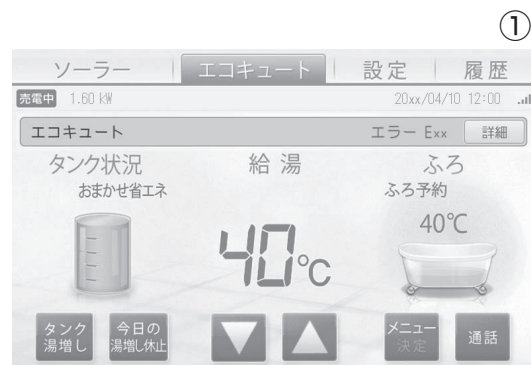 ①
ソーラー エコキュート 設定 履歴
売電中 1.60 kW 20xx/04/10 12:00
エコキュート エラー Exx 詳細
タンク状況 給湯 ふろ
おまかせ省エネ ふろ予約
40℃
40℃
タンク 今日の メニュー 通話
湯増し 湯増し休止 決定